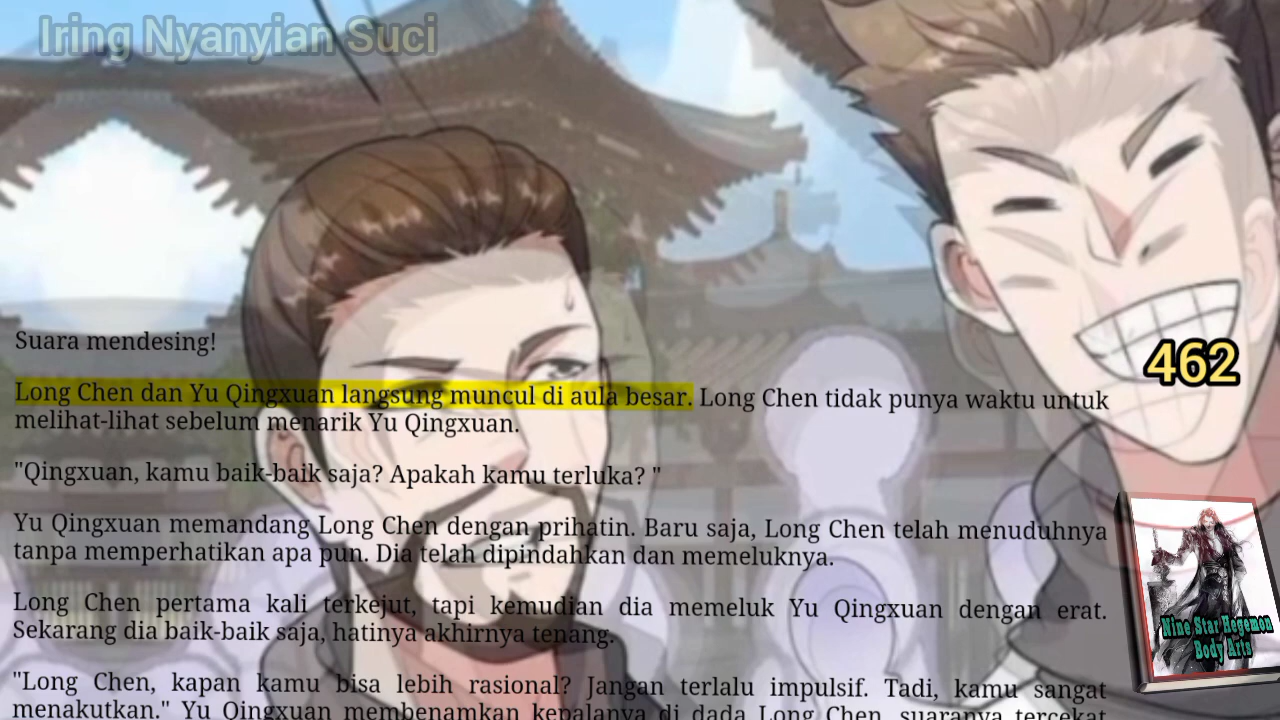 Iring Nyanyian Suci
Suara mendesing!
Long Chen dan Yu Qingxuan langsung muncul di aula besar. Long Chen tidak punya waktu untuk
melihat-lihat sebelum menarik Yu Qingxuan.
"Qingxuan, kamu baik-baik saja? Apakah kamu terluka? "
Yu Qingxuan memandang Long Chen dengan prihatin. Baru saja, Long Chen telah menuduhnya
tanpa memperhatikan apa pun. Dia telah dipindahkan dan memeluknya.
Long Chen pertama kali terkejut, tapi kemudian dia memeluk Yu Qingxuan dengan erat.
Sekarang dia baik-baik saja, hatinya akhirnya tenang.
"Long Chen, kapan kamu bisa lebih rasional? Jangan terlalu impulsif. Tadi, kamu sangat
menakutkan." Yu Qingxuan membenamkan kepalanya di dada Long Chen, suaranya tercekat
462
Nine Star Hegemon
Body Arts